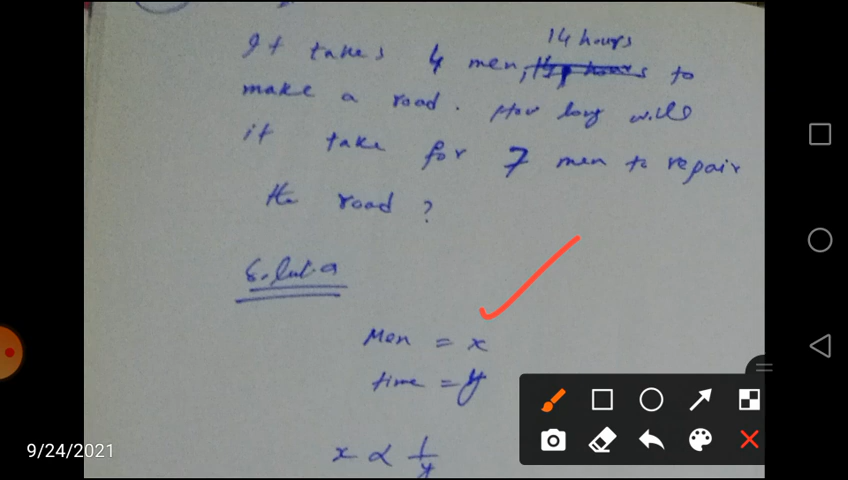 14 hours
It takes 4 men, to
make a road. How long will
it take for 7 men to repair
the road?
Men = x
time = y
x ∝ 1/y
9/24/2021